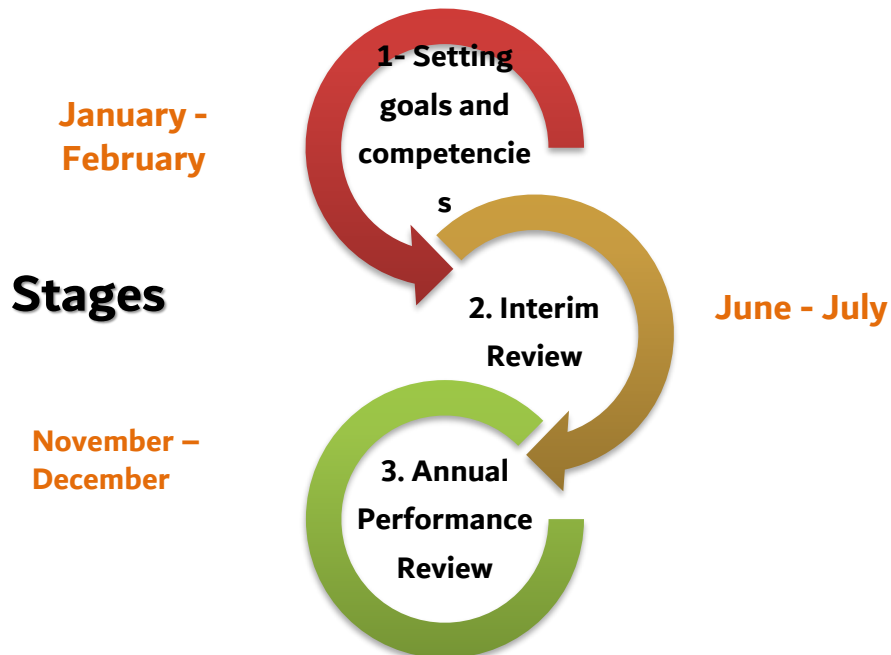 1- Setting
goals and
competencie
s
January -
February
Stages
2. Interim
Review
June - July
November –
December
3. Annual
Performance
Review